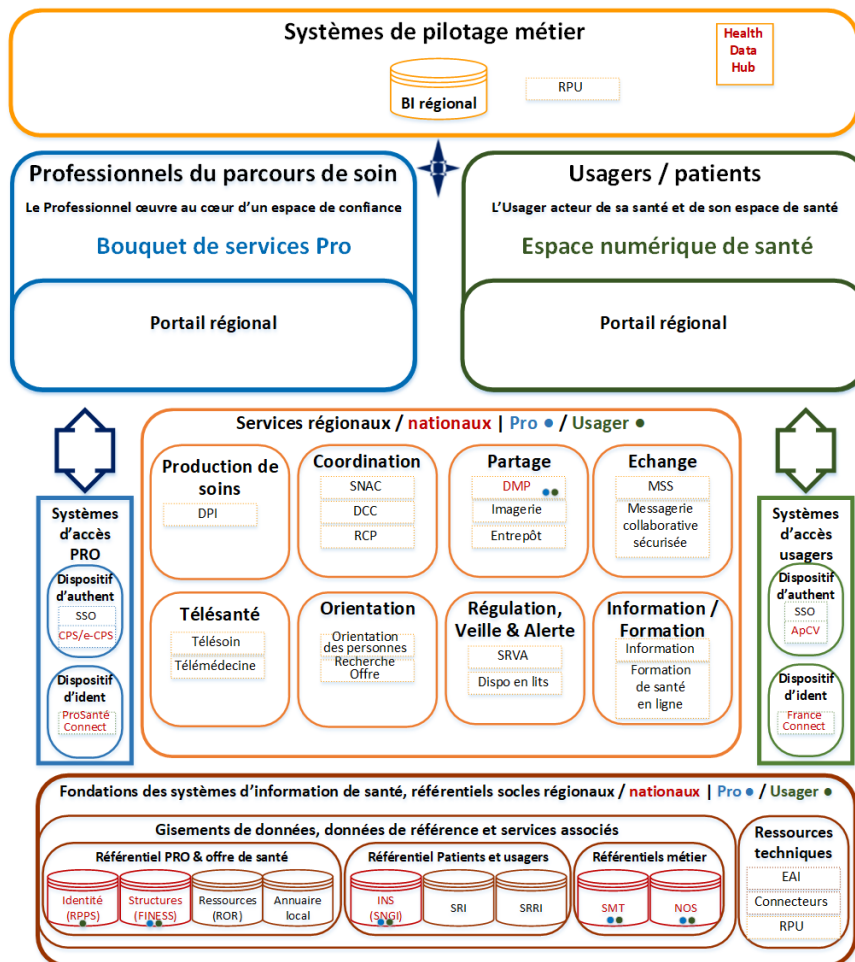 Systèmes de pilotage métier
Health
Data
Hub
BI régional
RPU
Professionnels du parcours de soin
Le Professionnel œuvre au cœur d'un espace de confiance
Bouquet de services Pro
Portail régional
Usagers / patients
L'Usager acteur de sa santé et de son espace de santé
Espace numérique de santé
Portail régional
Services régionaux / nationaux | Pro ● / Usager ●
Production de
soins
DPI
Coordination
SNAC
DCC
RCP
Partage
DMP
Imagerie
Entrepôt
Echange
MSS
Messagerie
collaborative
sécurisée
Télésanté
Télésoin
Télémédecine
Orientation
Orientation
des personnes
Recherche
Offre
Régulation,
Veille & Alerte
SRVA
Dispo en lits
Information /
Formation
Information
Formation
de santé
en ligne
Systèmes
d'accès
PRO
Dispositif
d'authent
SSO
CPS/e-CPS
Dispositif
d'ident
ProSanté
Connect
Systèmes
d'accès
usagers
Dispositif
d'authent
SSO
ApCV
Dispositif
d'ident
France
Connect
Fondations des systèmes d'information de santé, référentiels socles régionaux / nationaux | Pro ● / Usager ●
Gisements de données, données de référence et services associés
Référentiel PRO & offre de santé
Identité
(RPPS)
Structures
(FINESS)
Ressources
(ROR)
Annuaire
local
Référentiel Patients et usagers
INS
(SNGI)
SRI
SRRI
Référentiels métier
SMT
NOS
Ressources
techniques
EAI
Connecteurs
RPU